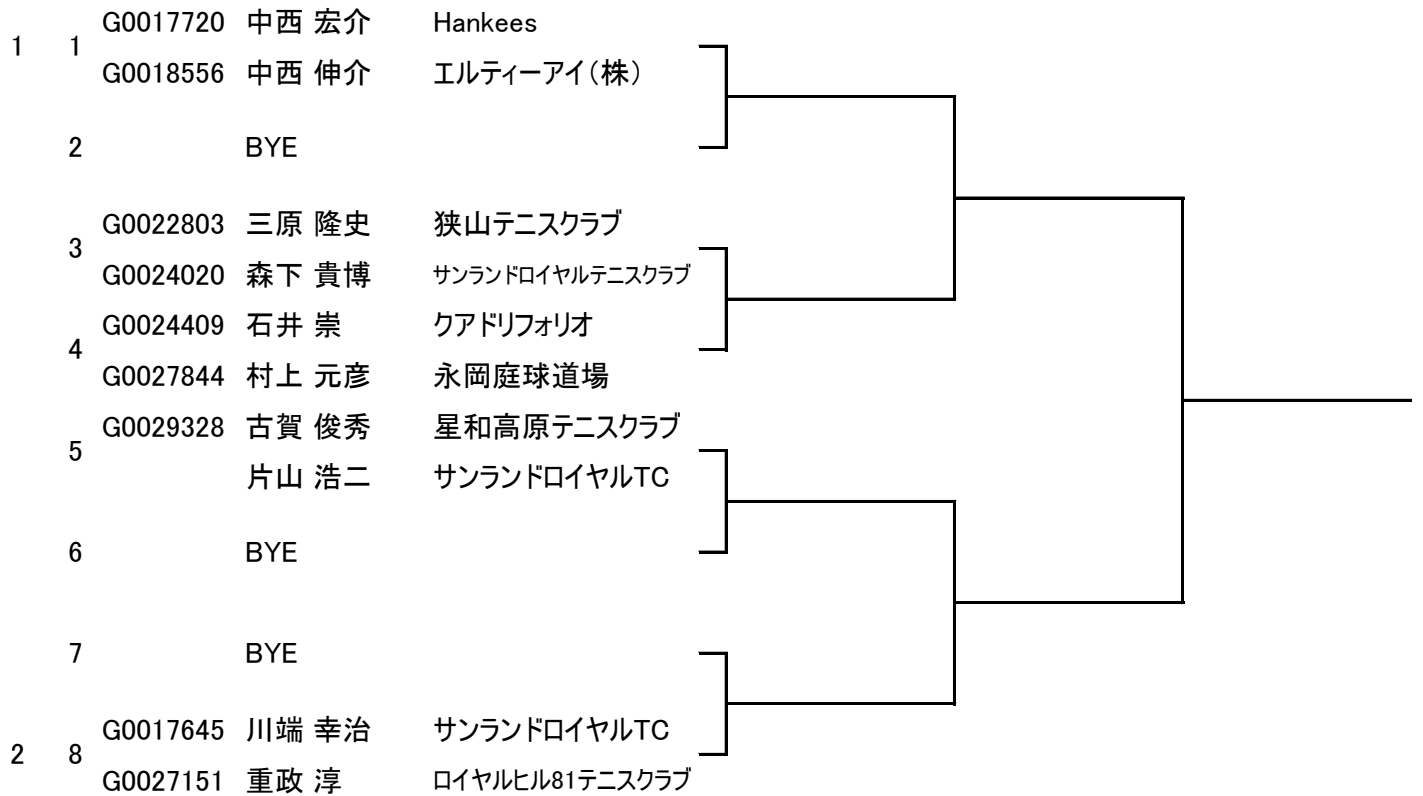 G0017720 中西 宏介 Hankees
1 1
G0018556 中西 伸介 エルティーアイ(株)
2 BYE
G0022803 三原 隆史 狭山テニスクラブ
3
G0024020 森下 貴博 サンランドロイヤルテニスクラブ
G0024409 石井 崇 クアドリフォリオ
4
G0027844 村上 元彦 永岡庭球道場
G0029328 古賀 俊秀 星和高原テニスクラブ
5
片山 浩二 サンランドロイヤルTC
6 BYE
7 BYE
G0017645 川端 幸治 サンランドロイヤルTC
2 8
G0027151 重政 淳 ロイヤルヒル81テニスクラブ